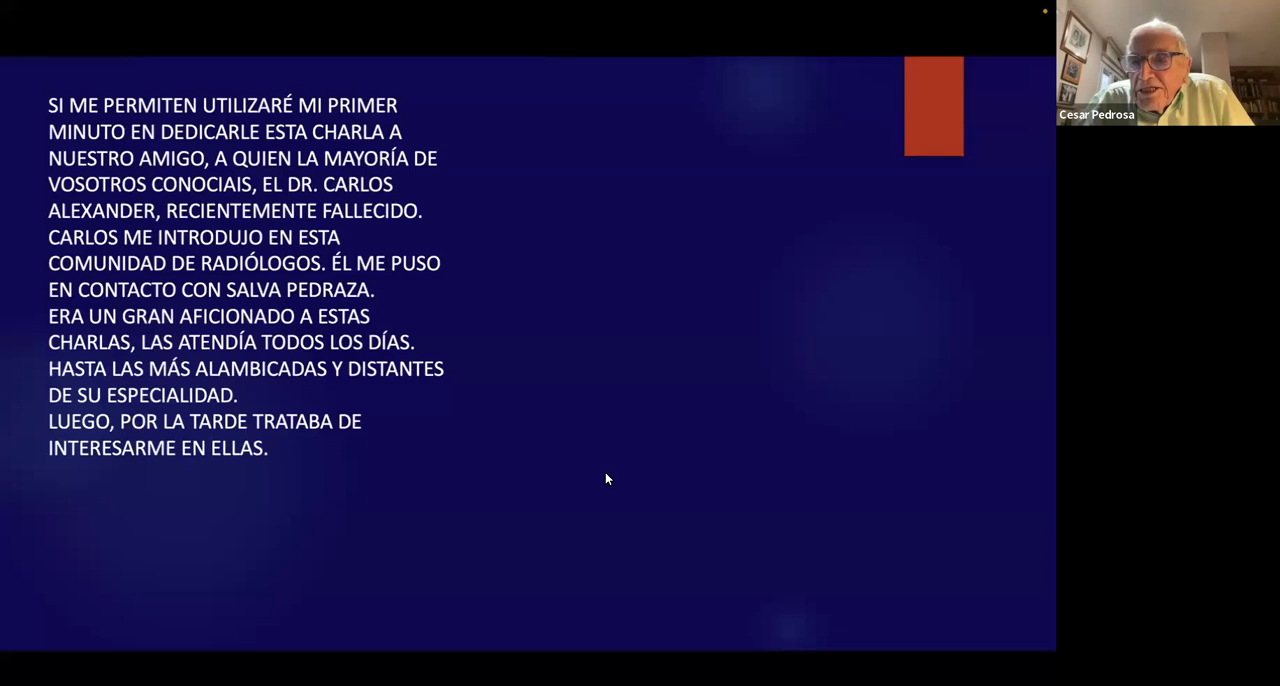 SI ME PERMITEN UTILIZARÉ MI PRIMER
MINUTO EN DEDICARLE ESTA CHARLA A
NUESTRO AMIGO, A QUIEN LA MAYORÍA DE
VOSOTROS CONOCIAIS, EL DR. CARLOS
ALEXANDER, RECIENTEMENTE FALLECIDO.
CARLOS ME INTRODUJO EN ESTA
COMUNIDAD DE RADIÓLOGOS. ÉL ME PUSO
EN CONTACTO CON SALVA PEDRAZA.
ERA UN GRAN AFICIONADO A ESTAS
CHARLAS, LAS ATENDÍA TODOS LOS DÍAS.
HASTA LAS MÁS ALAMBICADAS Y DISTANTES
DE SU ESPECIALIDAD.
LUEGO, POR LA TARDE TRATABA DE
INTERESARME EN ELLAS.
Cesar Pedrosa